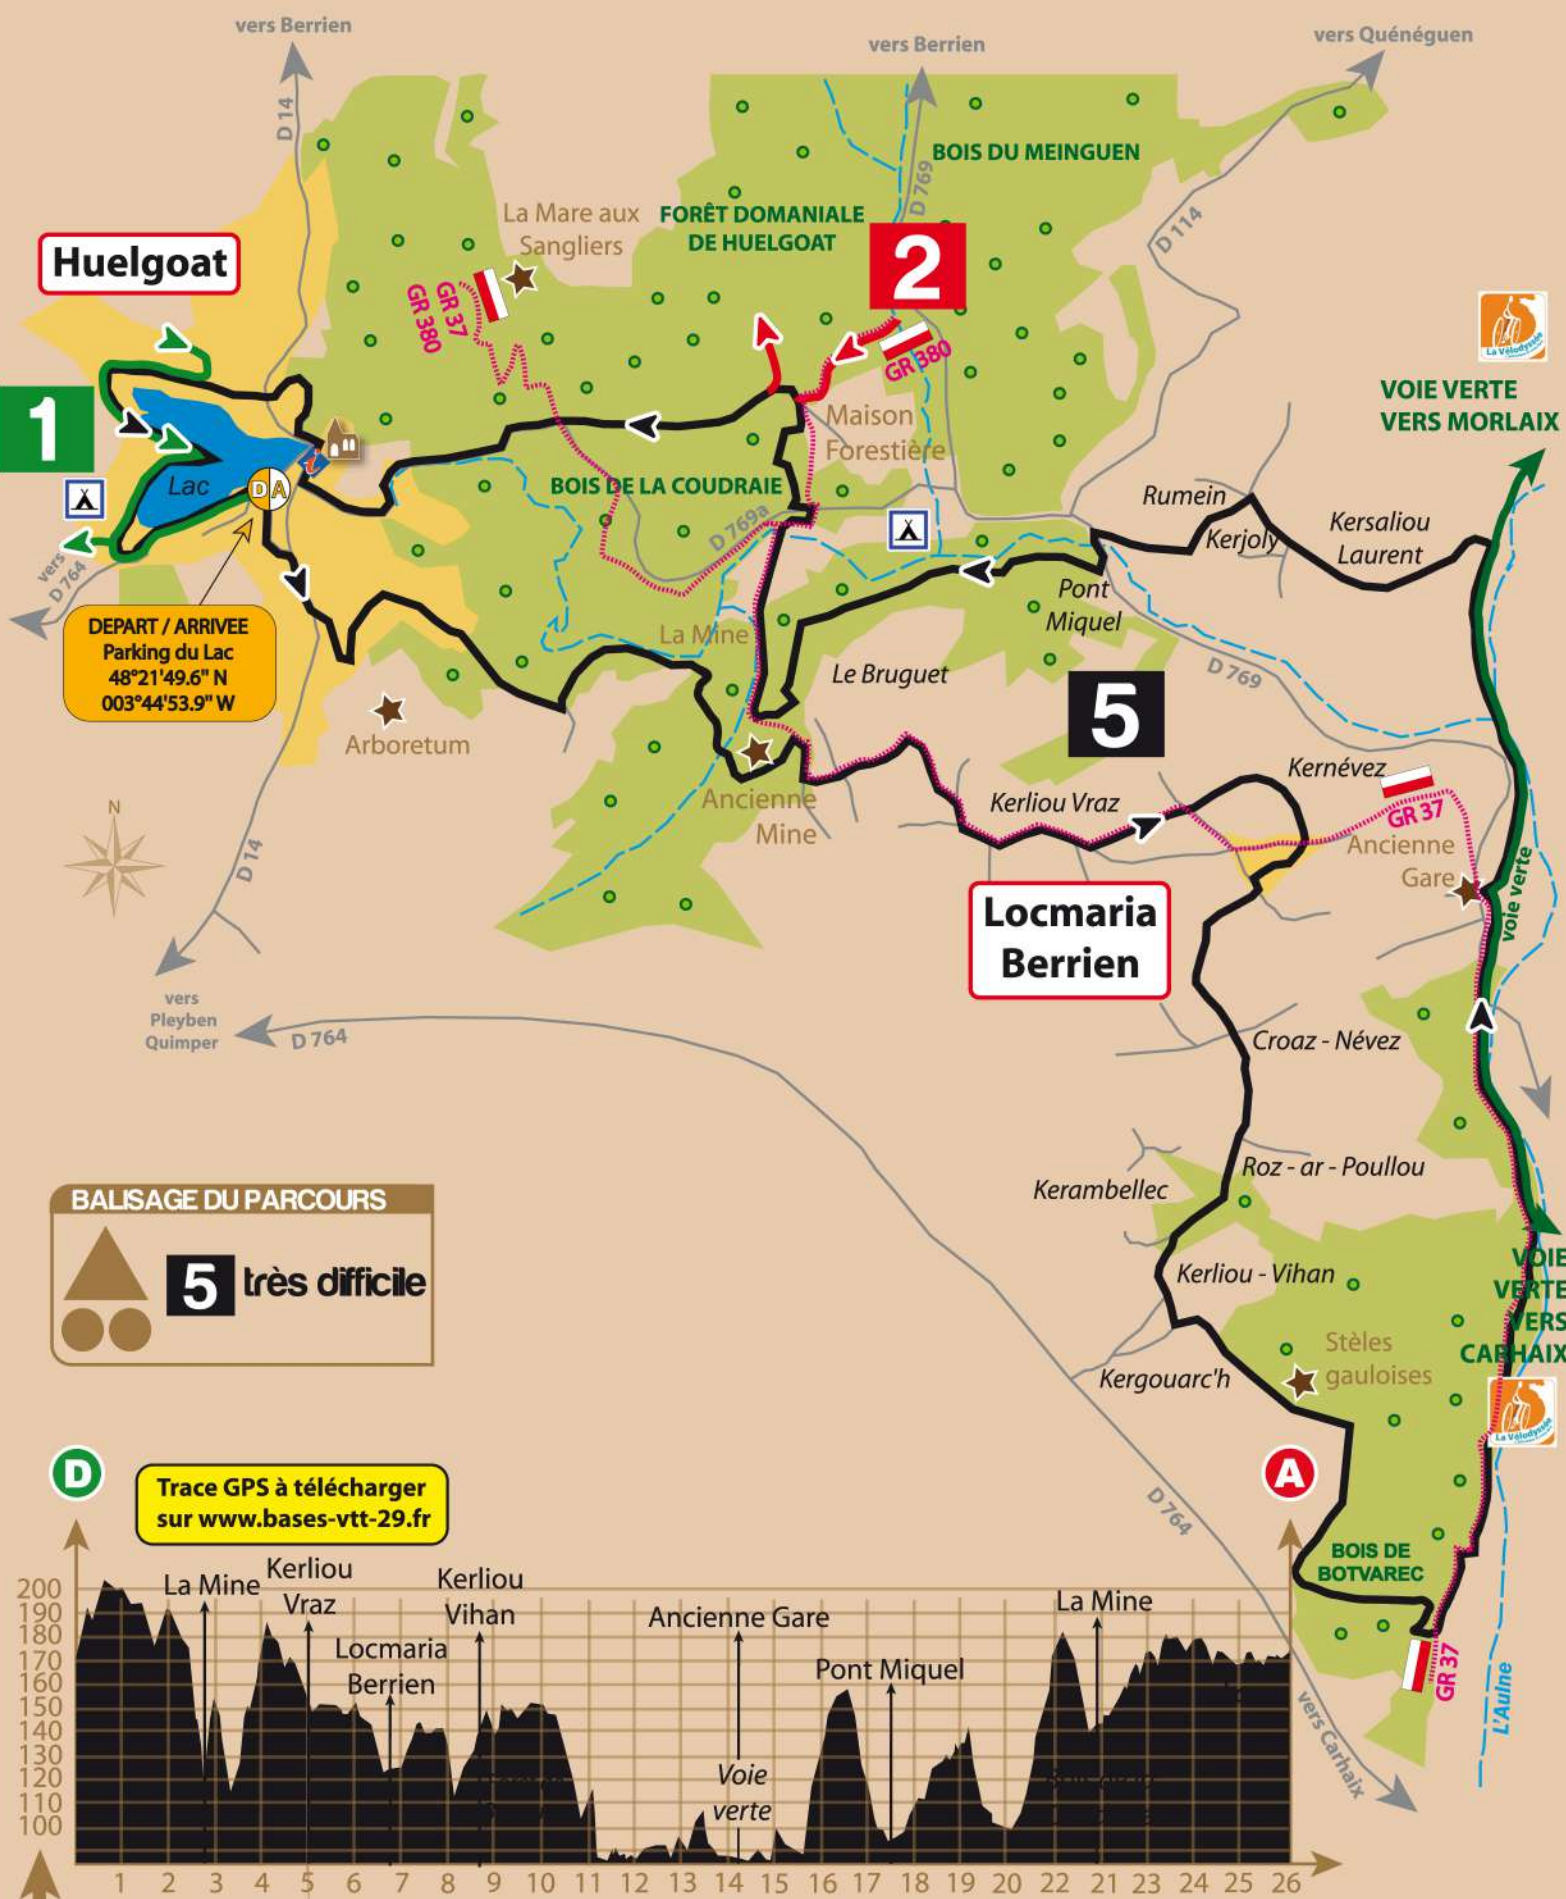 vers Berrien
vers Berrien
vers Quénéguen
D 14
D 769
BOIS DU MEINGUEN
La Mare aux
Sangliers
FORÊT DOMANIALE
DE HUELGOAT
D 114
Huelgoat
2
GR 37
GR 380
GR 380
La Vélodyssée
VOIE VERTE
VERS MORLAIX
1
Maison
Forestière
i
Lac
D A
BOIS DE LA COUDRAIE
D 769a
Rumein
Kerjoly
Kersaliou
Laurent
vers
D 764
Pont
Miquel
DEPART / ARRIVEE
Parking du Lac
48°21'49.6" N
003°44'53.9" W
La Mine
Le Bruguet
D 769
5
Arboretum
Kernévez
GR 37
Kerliou Vraz
Ancienne
Mine
Ancienne
Gare
voie verte
N
D 14
Locmaria
Berrien
vers
Pleyben
Quimper
D 764
Croaz - Névez
Roz - ar - Poullou
Kerambellec
BALISAGE DU PARCOURS
5 très difficile
Kerliou - Vihan
VOIE
VERTE
VERS
CARHAIX
Stèles
gauloises
Kergouarc'h
La Vélodyssée
D
A
Trace GPS à télécharger
sur www.bases-vtt-29.fr
D 764
BOIS DE
BOTVAREC
GR 37
L'Aulne
vers Carhaix
La Mine
Kerliou
Vraz
Locmaria
Berrien
Kerliou
Vihan
Ancienne Gare
Voie
verte
Pont Miquel
La Mine
200
190
180
170
160
150
140
130
120
110
100
1 2 3 4 5 6 7 8 9 10 11 12 13 14 15 16 17 18 19 20 22 21 23 24 25 26